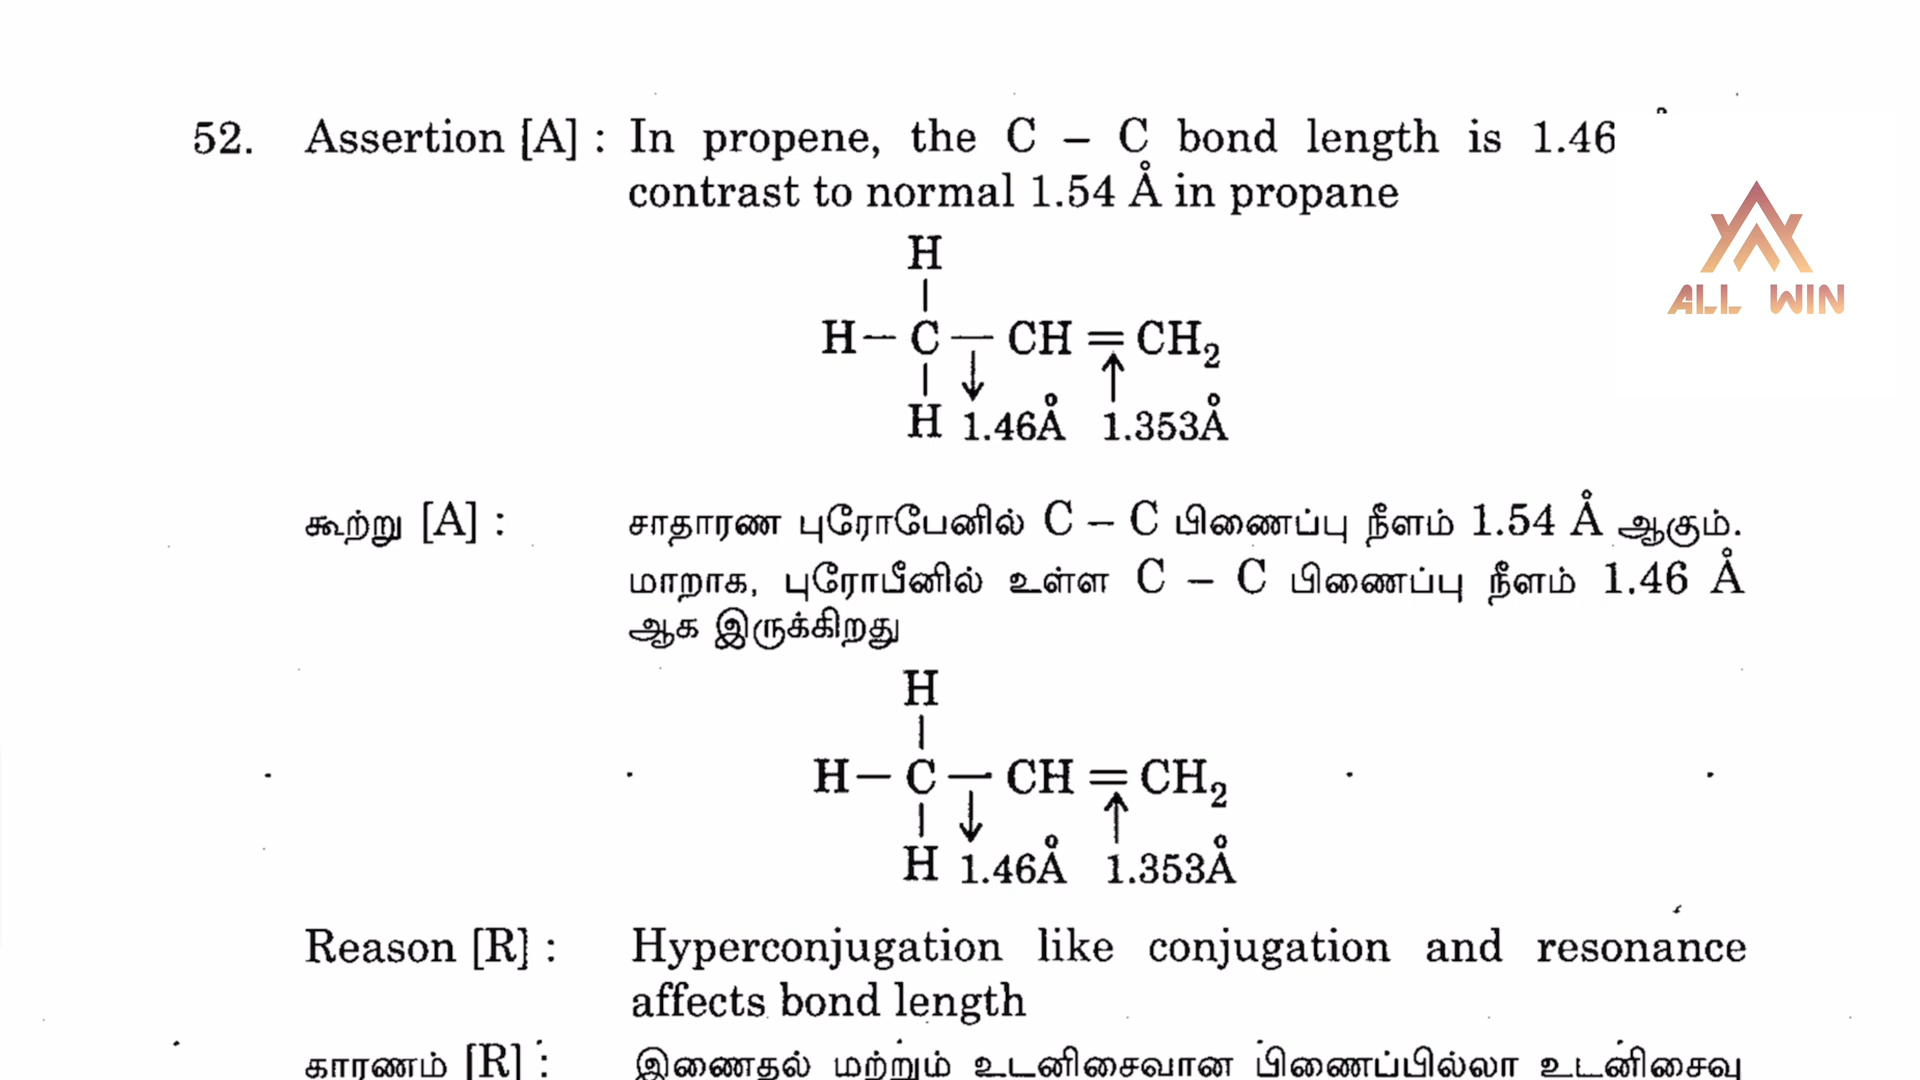 52. Assertion [A] : In propene, the C – C bond length is 1.46
contrast to normal 1.54 Å in propane
H
H – C – CH = CH₂
H 1.46Å 1.353Å
கூற்று [A] : சாதாரண புரோபேனில் C – C பிணைப்பு நீளம் 1.54 Å ஆகும்.
மாறாக, புரோபீனில் உள்ள C – C பிணைப்பு நீளம் 1.46 Å
ஆக இருக்கிறது
H
H – C – CH = CH₂
H 1.46Å 1.353Å
Reason [R] : Hyperconjugation like conjugation and resonance
affects bond length
காரணம் [R] : இணைதல் மற்றும் உடனிசைவான பிணைப்பில்லா உடனிசைவு
ALL WIN